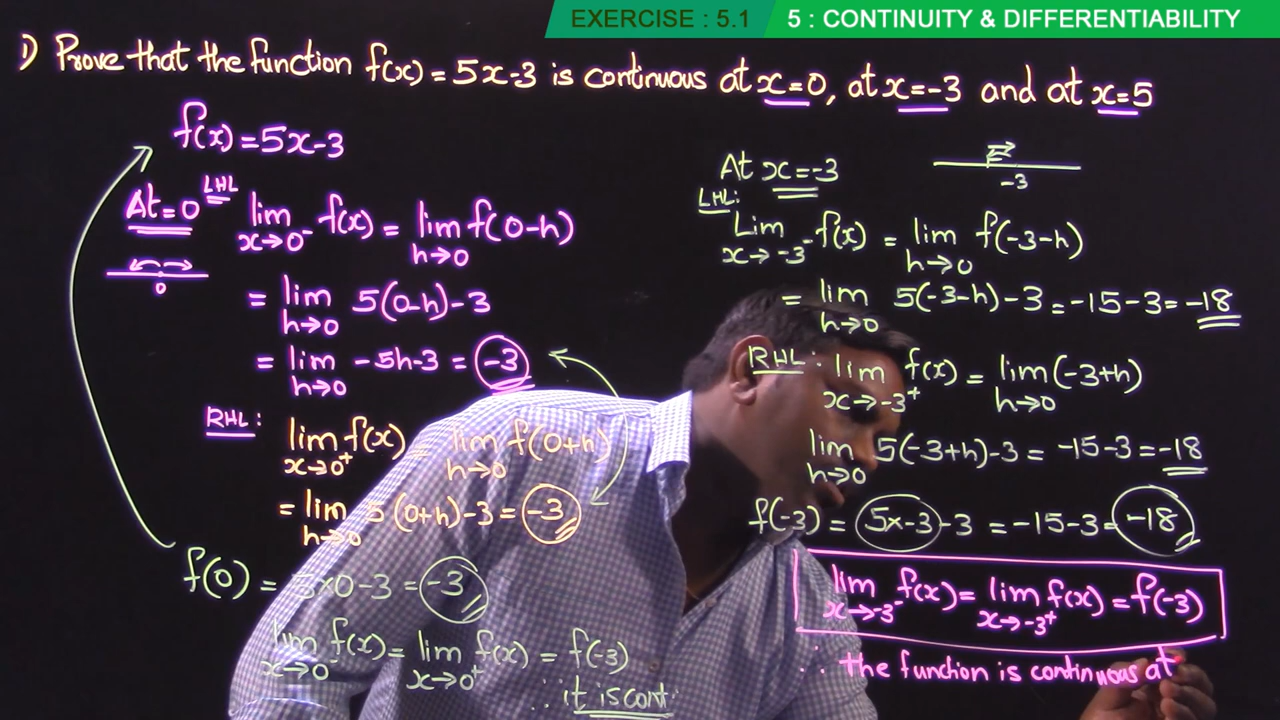 EXERCISE : 5.1
5 : CONTINUITY & DIFFERENTIABILITY
1) Prove that the function f(x) = 5x-3 is continuous at x=0, at x=-3 and at x=5
f(x) = 5x-3
At=0 LHL lim x→0⁻ f(x) = lim h→0 f(0-h)
0
= lim h→0 5(0-h)-3
= lim h→0 -5h-3 = -3
RHL: lim x→0⁺ f(x) = lim h→0 f(0+h)
= lim h→0 5(0+h)-3 = -3
f(0) = 5×0-3 = -3
lim x→0⁻ f(x) = lim x→0⁺ f(x) = f(-3)
∴ it is cont
At x=-3
-3
LHL:
Lim x→-3⁻ f(x) = lim h→0 f(-3-h)
= lim h→0 5(-3-h)-3 = -15-3 = -18
RHL: lim x→-3⁺ f(x) = lim h→0 (-3+h)
lim h→0 5(-3+h)-3 = -15-3 = -18
f(-3) = 5x-3-3 = -15-3 = -18
lim x→-3⁻ f(x) = lim x→-3⁺ f(x) = f(-3)
∴ the function is continuous at